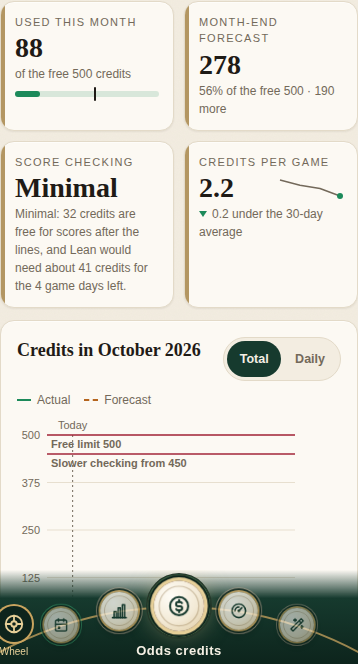 USED THIS MONTH
88
of the free 500 credits
MONTH-END
FORECAST
278
56% of the free 500 · 190
more
SCORE CHECKING
Minimal
Minimal: 32 credits are
free for scores after the
lines, and Lean would
need about 41 credits for
the 4 game days left.
CREDITS PER GAME
2.2
0.2 under the 30-day
average
Credits in October 2026
Total
Daily
Actual
Forecast
Today
500
Free limit 500
Slower checking from 450
375
250
125
Wheel
Odds credits